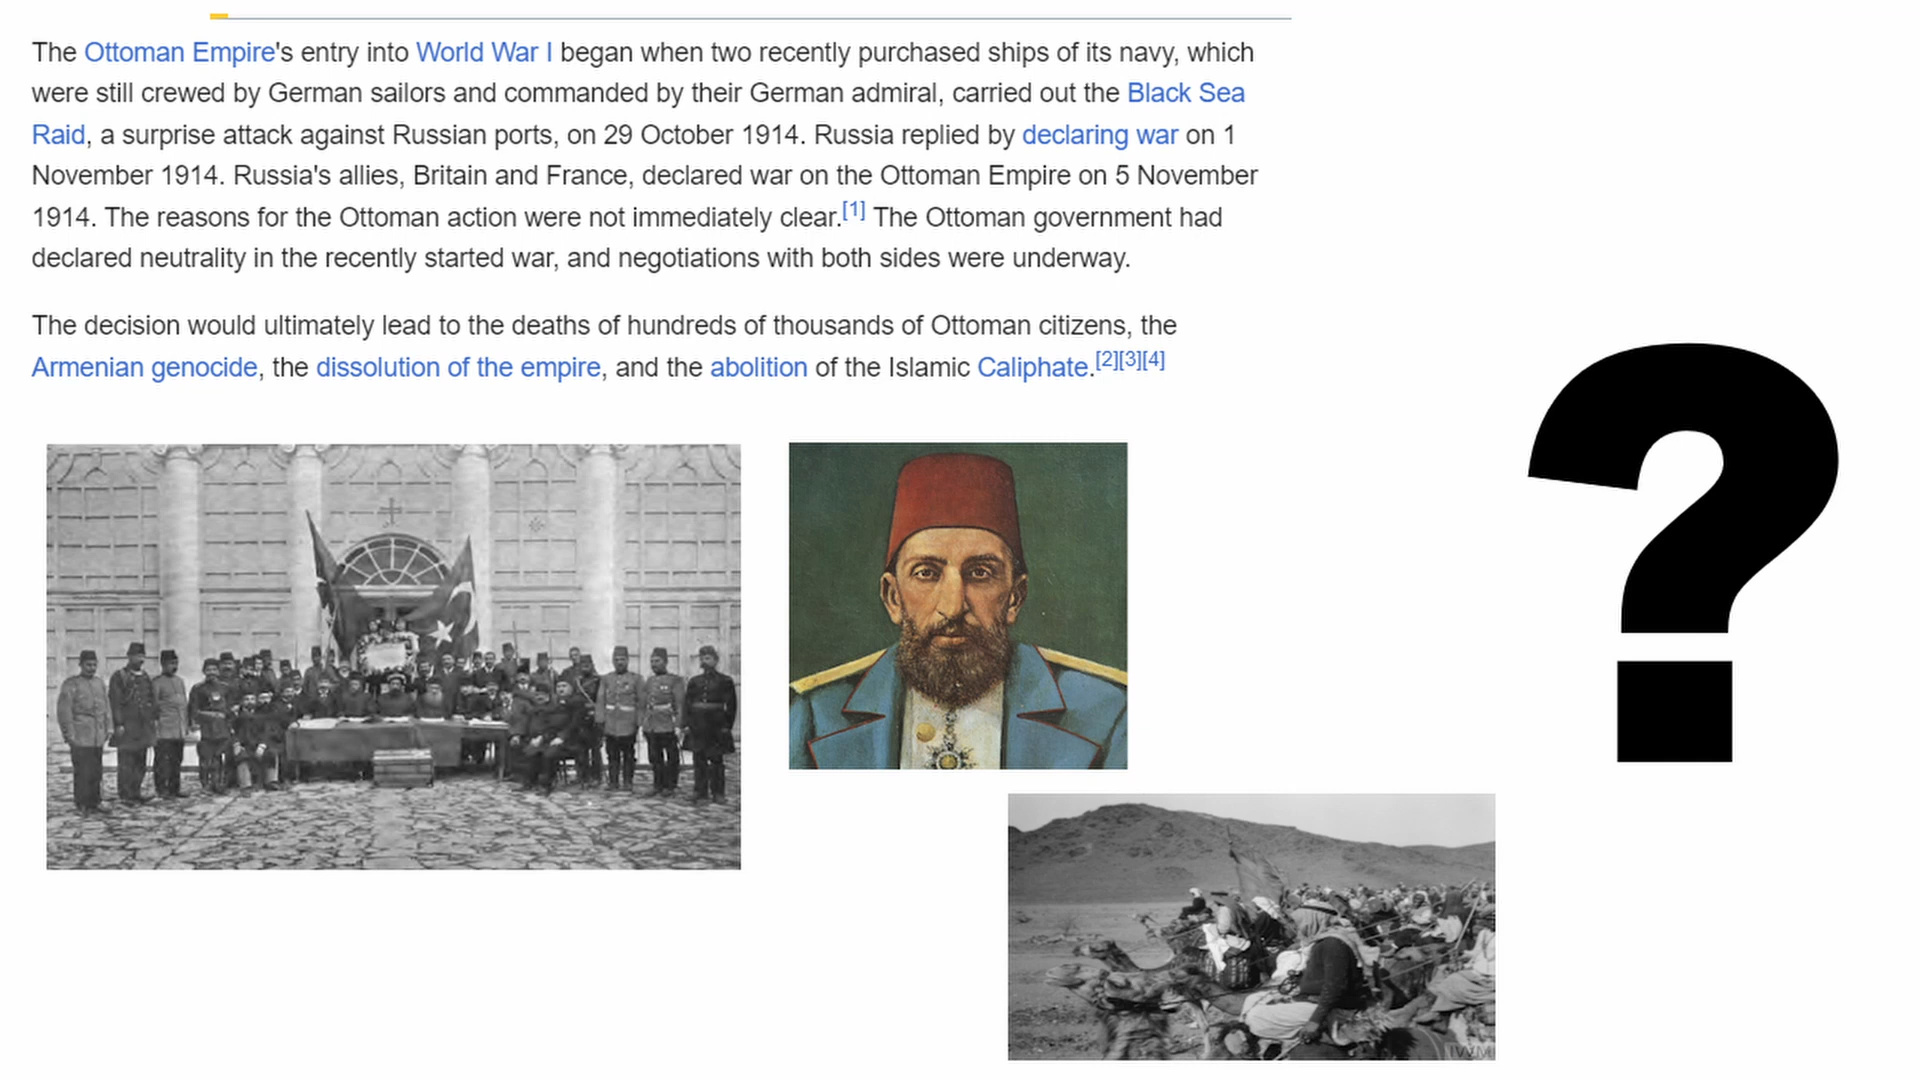 The Ottoman Empire's entry into World War I began when two recently purchased ships of its navy, which
were still crewed by German sailors and commanded by their German admiral, carried out the Black Sea
Raid, a surprise attack against Russian ports, on 29 October 1914. Russia replied by declaring war on 1
November 1914. Russia's allies, Britain and France, declared war on the Ottoman Empire on 5 November
1914. The reasons for the Ottoman action were not immediately clear.[1] The Ottoman government had
declared neutrality in the recently started war, and negotiations with both sides were underway.
The decision would ultimately lead to the deaths of hundreds of thousands of Ottoman citizens, the
Armenian genocide, the dissolution of the empire, and the abolition of the Islamic Caliphate.[2][3][4]
?
IWM